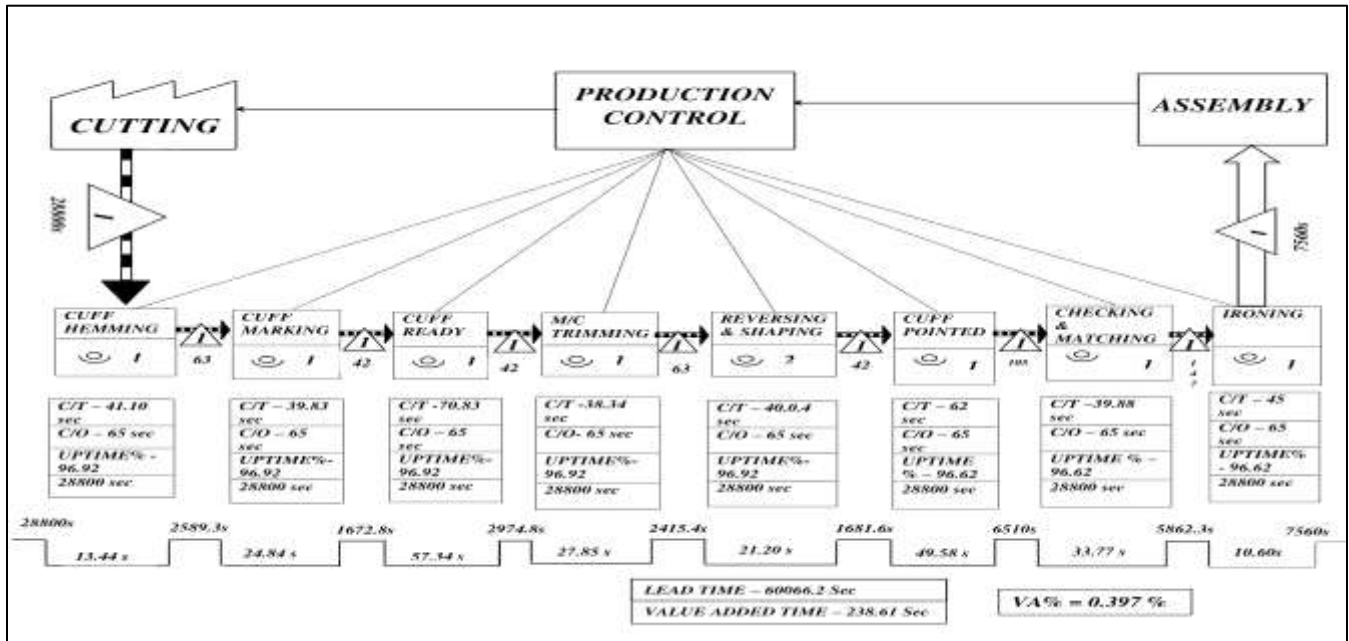 PRODUCTION
CONTROL
CUTTING
ASSEMBLY
28800s
I
I
7560s
CUFF
HEMMING
1
I
63
CUFF
MARKING
1
I
42
CUFF
READY
1
I
42
M/C
TRIMMING
1
I
63
REVERSING
& SHAPING
2
I
42
CUFF
POINTED
1
I
105
CHECKING
&
MATCHING
1
I
147
IRONING
1
C/T – 41.10
sec
C/O – 65 sec
UPTIME% -
96.92
28800 sec
C/T – 39.83
sec
C/O – 65
sec
UPTIME%-
96.92
28800 sec
C/T -70.83
sec
C/O – 65
sec
UPTIME%-
96.92
28800 sec
C/T -38.34
sec
C/O- 65 sec
UPTIME%-
96.92
28800 sec
C/T – 40.0.4
sec
C/O – 65 sec
UPTIME%-
96.92
28800 sec
C/T – 62
sec
C/O – 65
sec
UPTIME
% – 96.62
28800 sec
C/T –39.88
sec
C/O – 65 sec
UPTIME % –
96.62
28800 sec
C/T – 45
sec
C/O – 65
sec
UPTIME%
- 96.62
28800 sec
28800s
13.44 s
2589.3s
24.84 s
1672.8s
57.34 s
2974.8s
27.85 s
2415.4s
21.20 s
1681.6s
49.58 s
6510s
33.77 s
5862.3s
10.60s
7560s
LEAD TIME – 60066.2 Sec
VALUE ADDED TIME – 238.61 Sec
VA% = 0.397 %